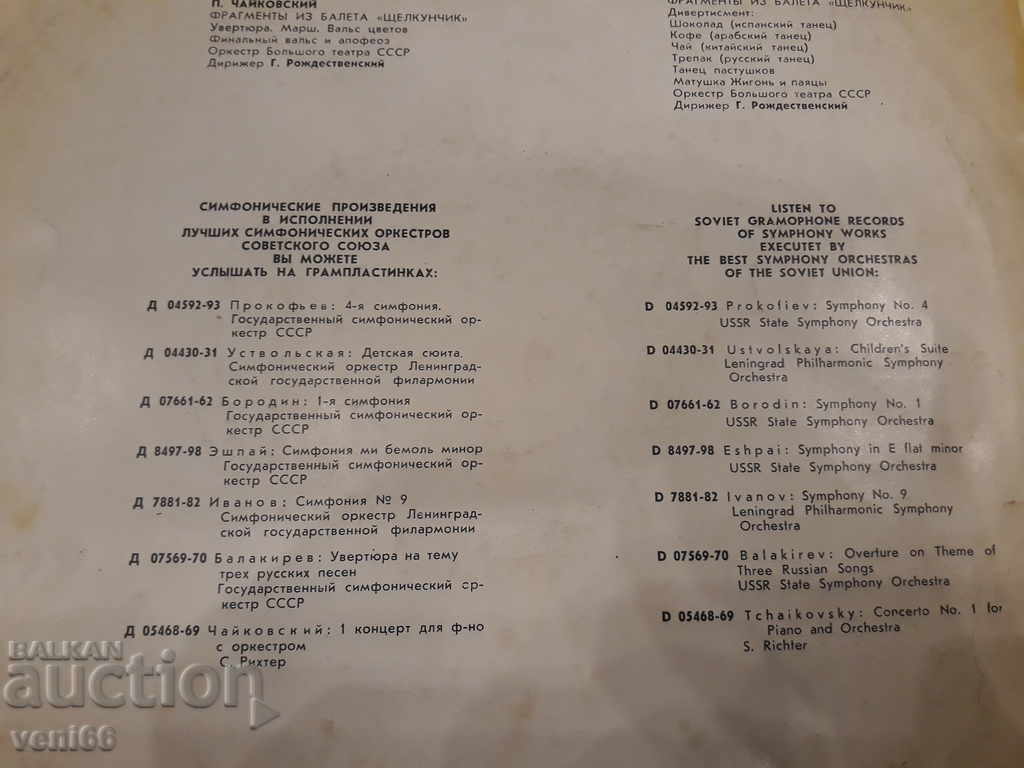 П. ЧАЙКОВСКИЙ
ФРАГМЕНТЫ ИЗ БАЛЕТА «ЩЕЛКУНЧИК»
Увертюра. Марш. Вальс цветов
Финальный вальс и апофеоз
Оркестр Большого театра СССР
Дирижер Г. Рождественский
ФРАГМЕНТЫ ИЗ БАЛЕТА «ЩЕЛКУНЧИК»
Дивертисмент:
Шоколад (испанский танец)
Кофе (арабский танец)
Чай (китайский танец)
Трепак (русский танец)
Танец пастушков
Матушка Жигонь и паяцы
Оркестр Большого театра СССР
Дирижер Г. Рождественский
СИМФОНИЧЕСКИЕ ПРОИЗВЕДЕНИЯ
В ИСПОЛНЕНИИ
ЛУЧШИХ СИМФОНИЧЕСКИХ ОРКЕСТРОВ
СОВЕТСКОГО СОЮЗА
ВЫ МОЖЕТЕ
УСЛЫШАТЬ НА ГРАМПЛАСТИНКАХ:
Д 04592-93 Прокофьев: 4-я симфония.
Государственный симфонический ор-
кестр СССР
Д 04430-31 Уствольская: Детская сюита.
Симфонический оркестр Ленинград-
ской государственной филармонии
Д 07661-62 Бородин: 1-я симфония
Государственный симфонический ор-
кестр СССР
Д 8497-98 Эшпай: Симфония ми бемоль минор
Государственный симфонический ор-
кестр СССР
Д 7881-82 Иванов: Симфония № 9
Симфонический оркестр Ленинград-
ской государственной филармонии
Д 07569-70 Балакирев: Увертюра на тему
трех русских песен
Государственный симфонический ор-
кестр СССР
Д 05468-69 Чайковский: 1 концерт для ф-но
с оркестром
С. Рихтер
LISTEN TO
SOVIET GRAMOPHONE RECORDS
OF SYMPHONY WORKS
EXECUTET BY
THE BEST SYMPHONY ORCHESTRAS
OF THE SOVIET UNION:
D 04592-93 Prokofiev: Symphony No. 4
USSR State Symphony Orchestra
D 04430-31 Ustvolskaya: Children's Suite
Leningrad Philharmonic Symphony
Orchestra
D 07661-62 Borodin: Symphony No. 1
USSR State Symphony Orchestra
D 8497-98 Eshpai: Symphony in E flat minor
USSR State Symphony Orchestra
D 7881-82 Ivanov: Symphony No. 9
Leningrad Philharmonic Symphony
Orchestra
D 07569-70 Balakirev: Overture on Theme of
Three Russian Songs
USSR State Symphony Orchestra
D 05468-69 Tchaikovsky: Concerto No. 1 for
Piano and Orchestra
S. Richter
BALKAN
auction
veni66